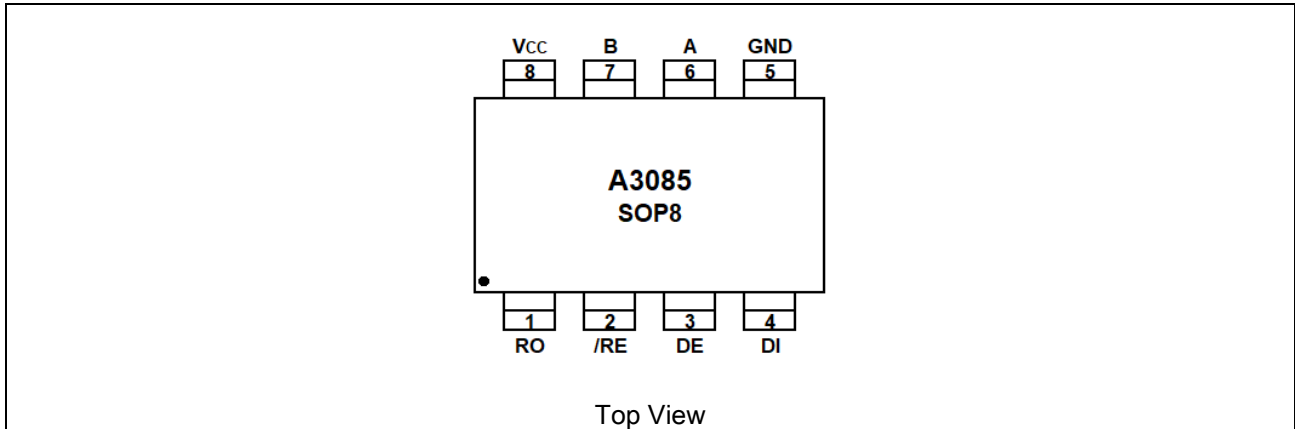 VCC B A GND
8 7 6 5
A3085
SOP8
1 2 3 4
RO /RE DE DI
Top View